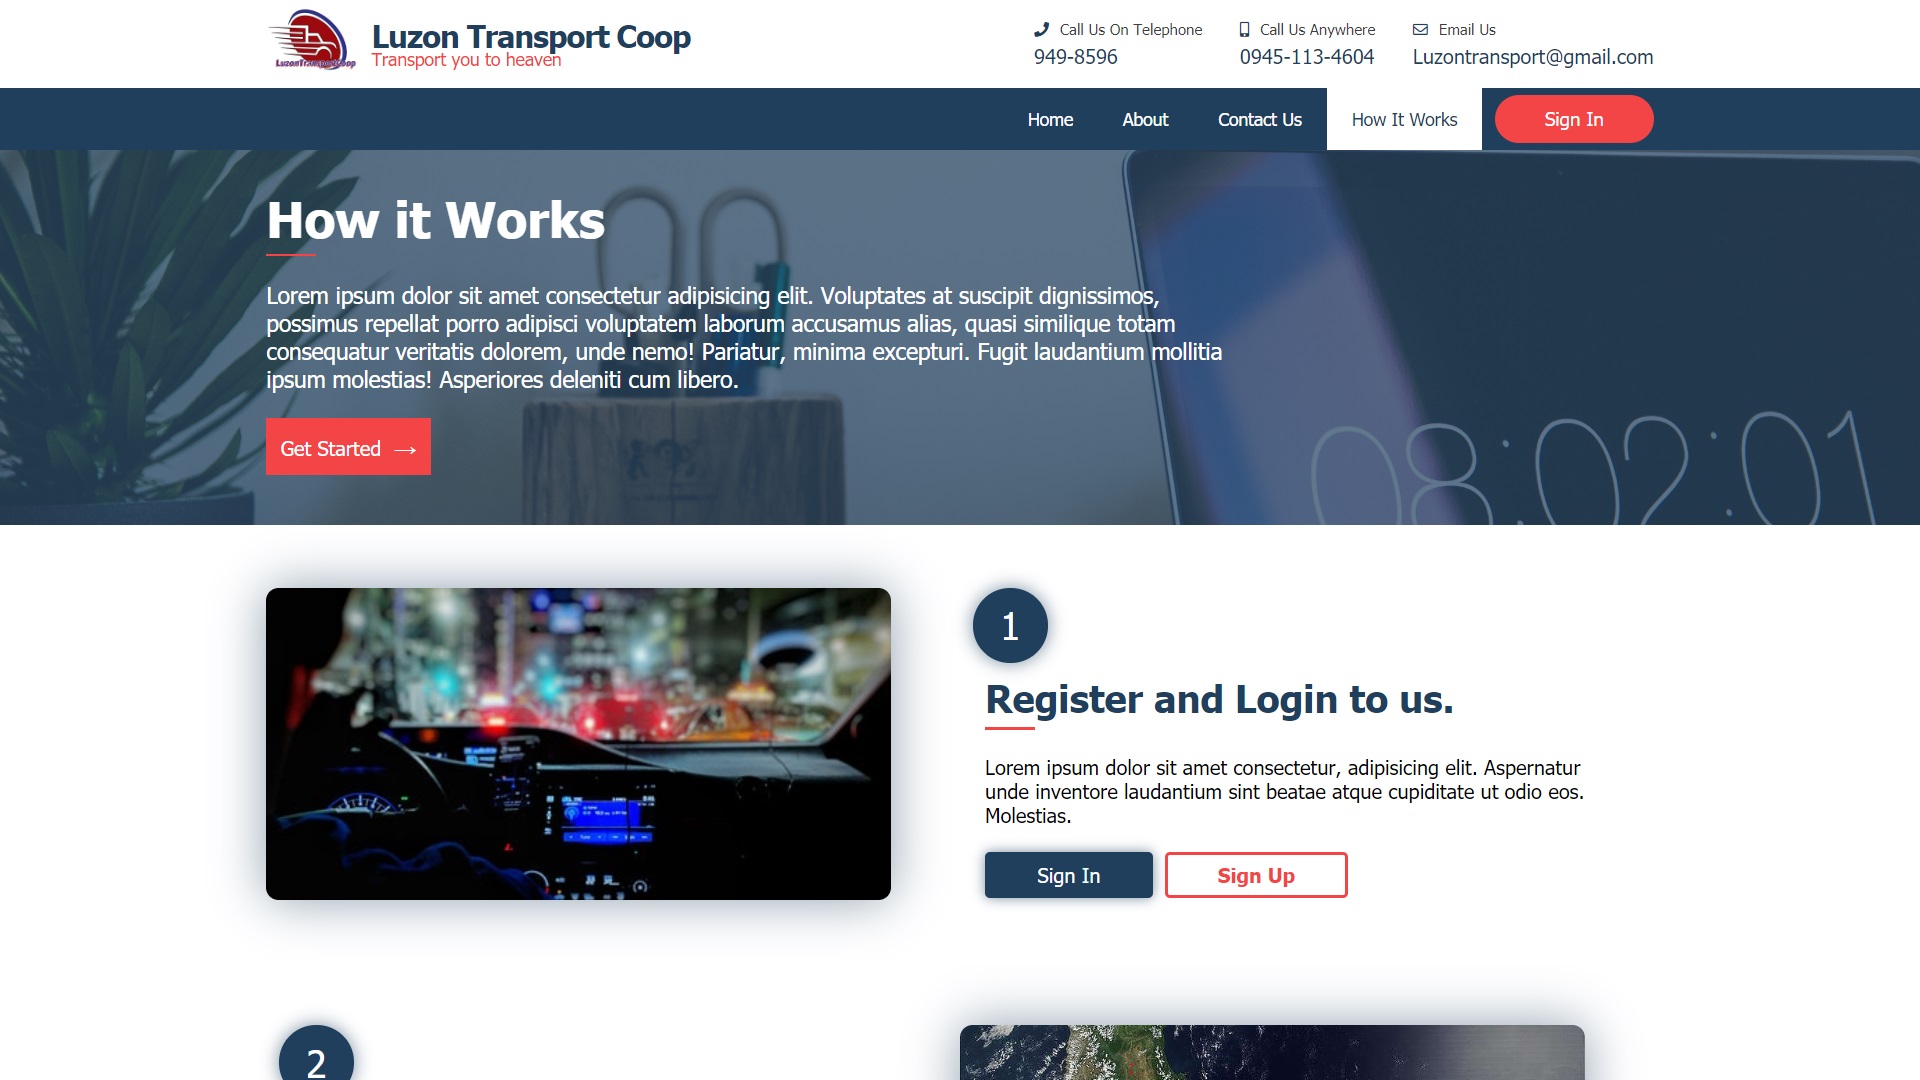 LuzonTransportCoop
Luzon Transport Coop
Transport you to heaven
Call Us On Telephone
949-8596
Call Us Anywhere
0945-113-4604
Email Us
Luzontransport@gmail.com
Home About Contact Us How It Works Sign In
How it Works
Lorem ipsum dolor sit amet consectetur adipisicing elit. Voluptates at suscipit dignissimos,
possimus repellat porro adipisci voluptatem laborum accusamus alias, quasi similique totam
consequatur veritatis dolorem, unde nemo! Pariatur, minima excepturi. Fugit laudantium mollitia
ipsum molestias! Asperiores deleniti cum libero.
Get Started →
08:02:01
1
Register and Login to us.
Lorem ipsum dolor sit amet consectetur, adipisicing elit. Aspernatur
unde inventore laudantium sint beatae atque cupiditate ut odio eos.
Molestias.
Sign In Sign Up
2